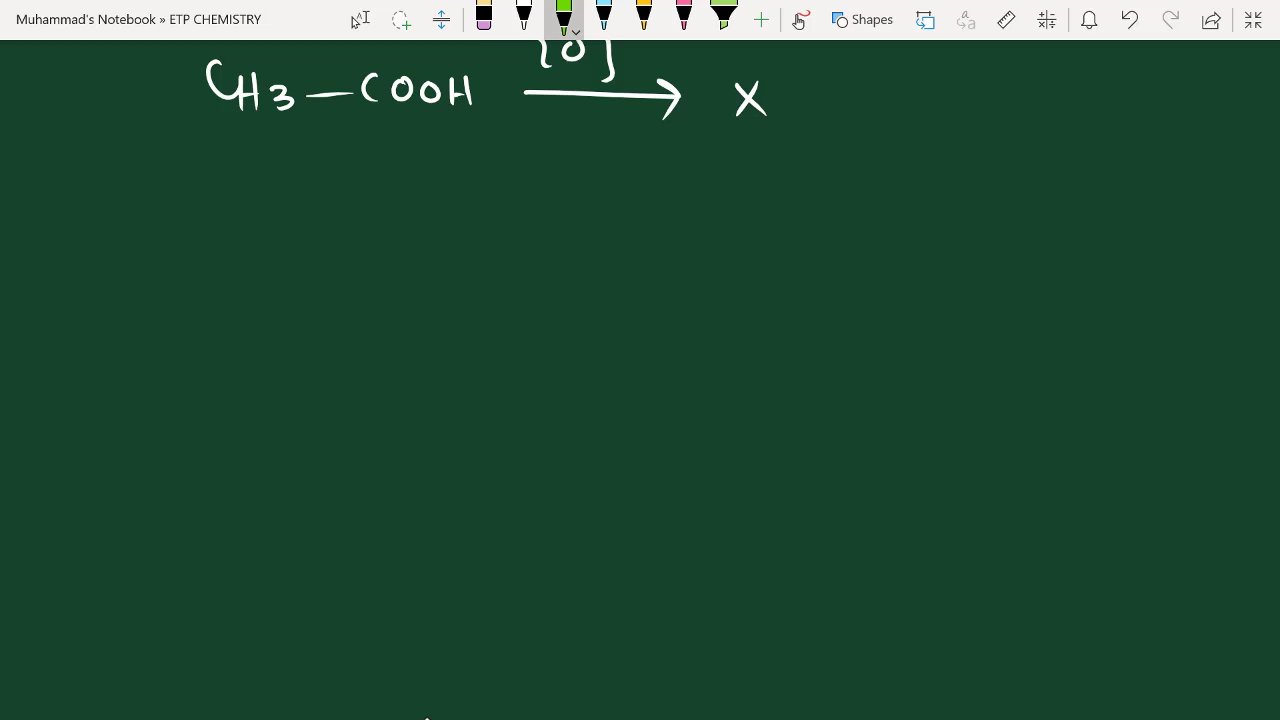 Muhammad's Notebook » ETP CHEMISTRY
Shapes
[O]
CH3—COOH → X